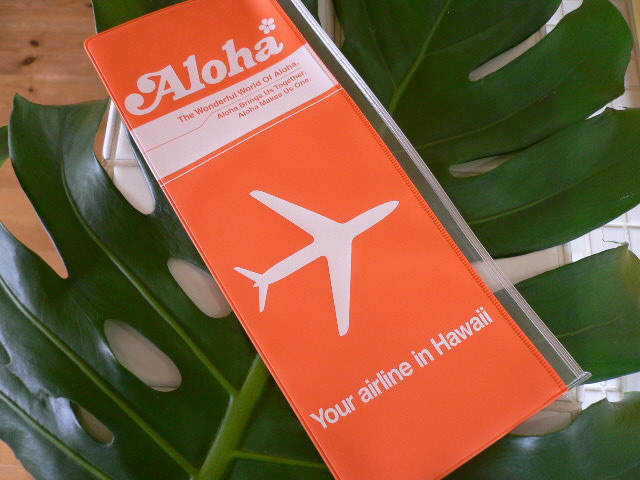 Aloha
The Wonderful World Of Aloha.
Aloha Brings Us Together.
Aloha Makes Us One.
Your airline in Hawaii